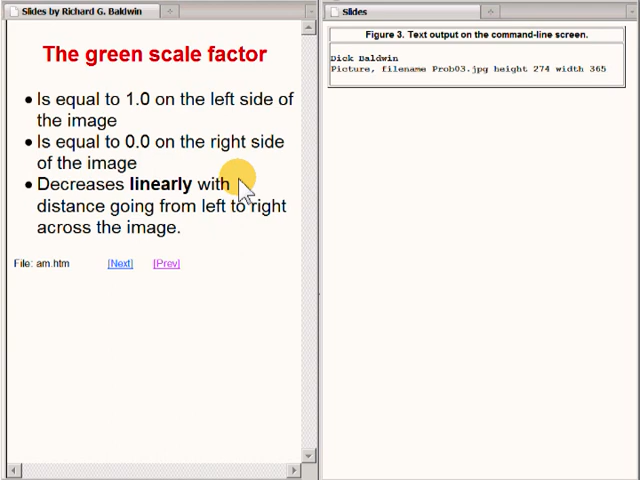 Slides by Richard G. Baldwin
The green scale factor
• Is equal to 1.0 on the left side of
the image
• Is equal to 0.0 on the right side
of the image
• Decreases linearly with
distance going from left to right
across the image.
File: am.htm [Next] [Prev]
Slides
Figure 3. Text output on the command-line screen.
Dick Baldwin
Picture, filename Prob03.jpg height 274 width 365